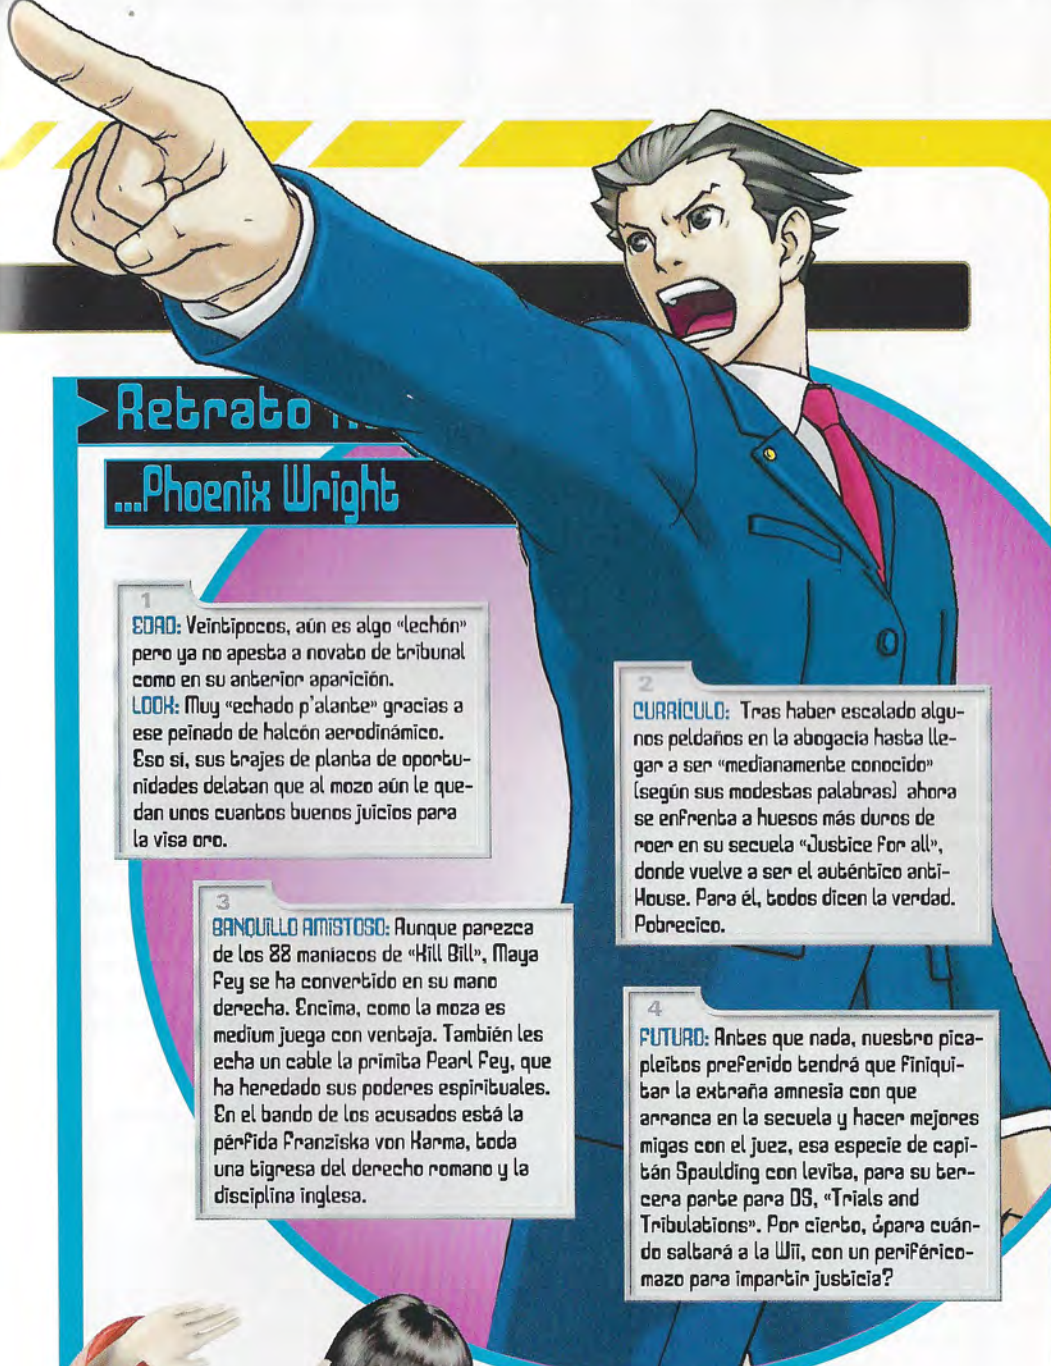 Retrato
...Phoenix Wright
1
EDAD: Veintipocos, aún es algo «lechón»
pero ya no apesta a novato de tribunal
como en su anterior aparición.
LOOK: Muy «echado p'alante» gracias a
ese peinado de halcón aerodinámico.
Eso sí, sus trajes de planta de oportu-
nidades delatan que al mozo aún le que-
dan unos cuantos buenos juicios para
la visa oro.
2
CURRÍCULO: Tras haber escalado algu-
nos peldaños en la abogacía hasta lle-
gar a ser «medianamente conocido»
(según sus modestas palabras) ahora
se enfrenta a huesos más duros de
roer en su secuela «Justice for all»,
donde vuelve a ser el auténtico anti-
House. Para él, todos dicen la verdad.
Pobrecico.
3
BANQUILLO AMISTOSO: Aunque parezca
de los 88 maníacos de «Kill Bill», Maya
Fey se ha convertido en su mano
derecha. Encima, como la moza es
medium juega con ventaja. También les
echa un cable la primita Pearl Fey, que
ha heredado sus poderes espirituales.
En el bando de los acusados está la
pérfida Franziska von Karma, toda
una tigresa del derecho romano y la
disciplina inglesa.
4
FUTURO: Antes que nada, nuestro pica-
pleitos preferido tendrá que finiqui-
tar la extraña amnesia con que
arranca en la secuela y hacer mejores
migas con el juez, esa especie de capi-
tán Spaulding con levita, para su ter-
cera parte para DS, «Trials and
Tribulations». Por cierto, ¿para cuán-
do saltará a la Wii, con un periférico-
mazo para impartir justicia?